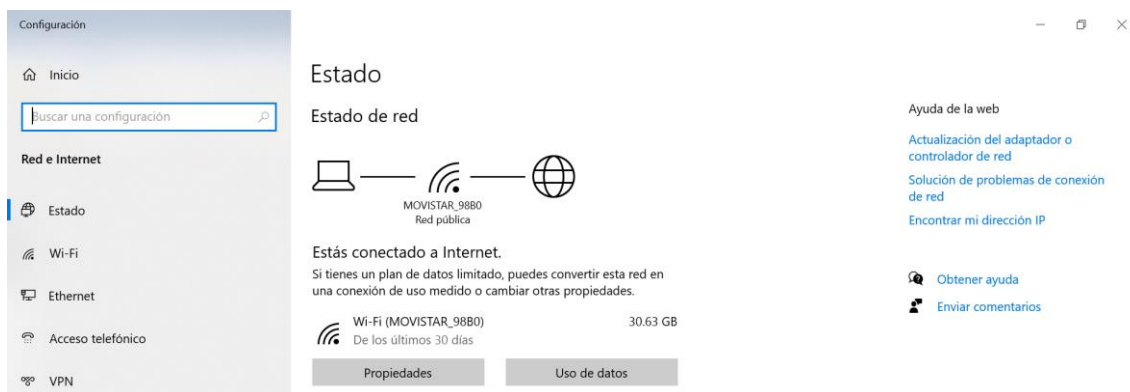 Configuración
Inicio
Buscar una configuración
Red e Internet
Estado
Wi-Fi
Ethernet
Acceso telefónico
VPN
Estado
Estado de red
MOVISTAR_98B0
Red pública
Estás conectado a Internet.
Si tienes un plan de datos limitado, puedes convertir esta red en
una conexión de uso medido o cambiar otras propiedades.
Wi-Fi (MOVISTAR_98B0) 30.63 GB
De los últimos 30 días
Propiedades Uso de datos
Ayuda de la web
Actualización del adaptador o
controlador de red
Solución de problemas de conexión
de red
Encontrar mi dirección IP
Obtener ayuda
Enviar comentarios